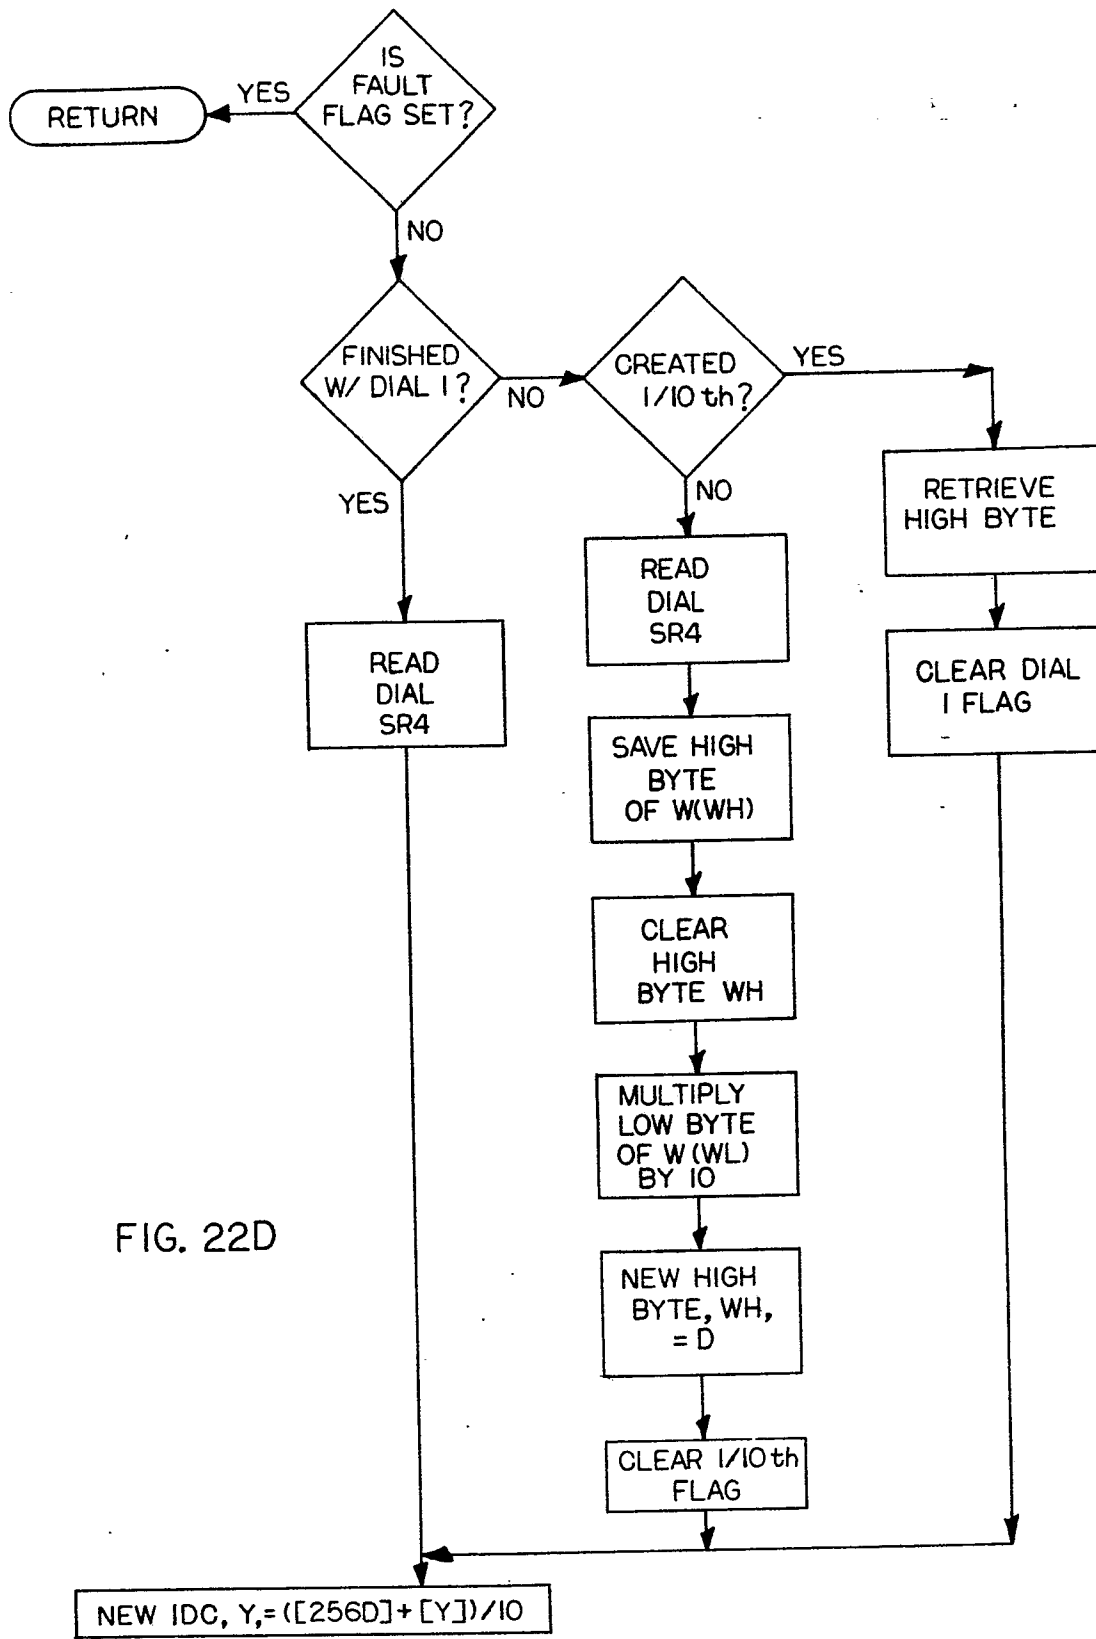 IS
FAULT
FLAG SET?
YES
RETURN
NO
FINISHED
W/ DIAL 1?
NO
CREATED
1/10 th?
YES
YES
NO
RETRIEVE
HIGH BYTE
READ
DIAL
SR4
READ
DIAL
SR4
CLEAR DIAL
1 FLAG
SAVE HIGH
BYTE
OF W(WH)
CLEAR
HIGH
BYTE WH
MULTIPLY
LOW BYTE
OF W(WL)
BY 10
FIG. 22D
NEW HIGH
BYTE, WH,
= D
CLEAR 1/10th
FLAG
NEW IDC, Y,=([256D]+[Y])/10